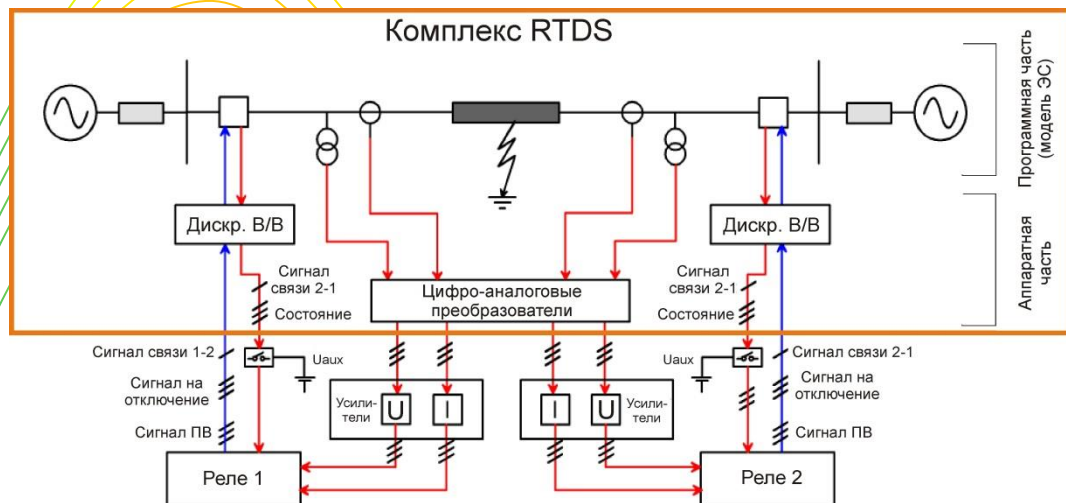 Комплекс RTDS
Программная часть
(модель ЭС)
Дискр. В/В
Дискр. В/В
Аппаратная
часть
Сигнал
связи 2-1
Состояние
Цифро-аналоговые
преобразователи
Сигнал
связи 2-1
Состояние
Сигнал связи 1-2
Uaux
Uaux
Сигнал связи 2-1
Сигнал на
отключение
Усили-
тели
U
I
I
U
Усили-
тели
Сигнал на
отключение
Сигнал ПВ
Сигнал ПВ
Реле 1
Реле 2